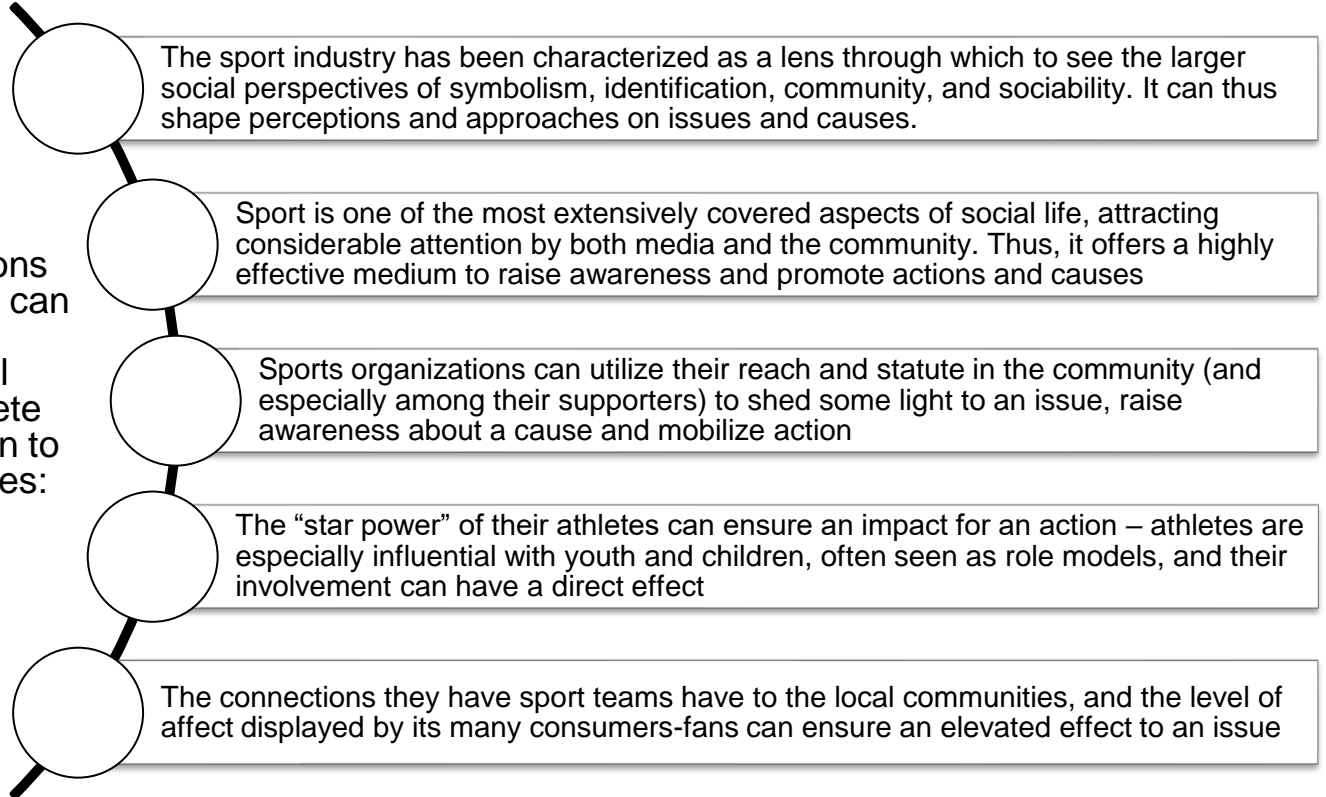 ons
can
l
ete
n to
es:
The sport industry has been characterized as a lens through which to see the larger
social perspectives of symbolism, identification, community, and sociability. It can thus
shape perceptions and approaches on issues and causes.
Sport is one of the most extensively covered aspects of social life, attracting
considerable attention by both media and the community. Thus, it offers a highly
effective medium to raise awareness and promote actions and causes
Sports organizations can utilize their reach and statute in the community (and
especially among their supporters) to shed some light to an issue, raise
awareness about a cause and mobilize action
The “star power” of their athletes can ensure an impact for an action – athletes are
especially influential with youth and children, often seen as role models, and their
involvement can have a direct effect
The connections they have sport teams have to the local communities, and the level of
affect displayed by its many consumers-fans can ensure an elevated effect to an issue